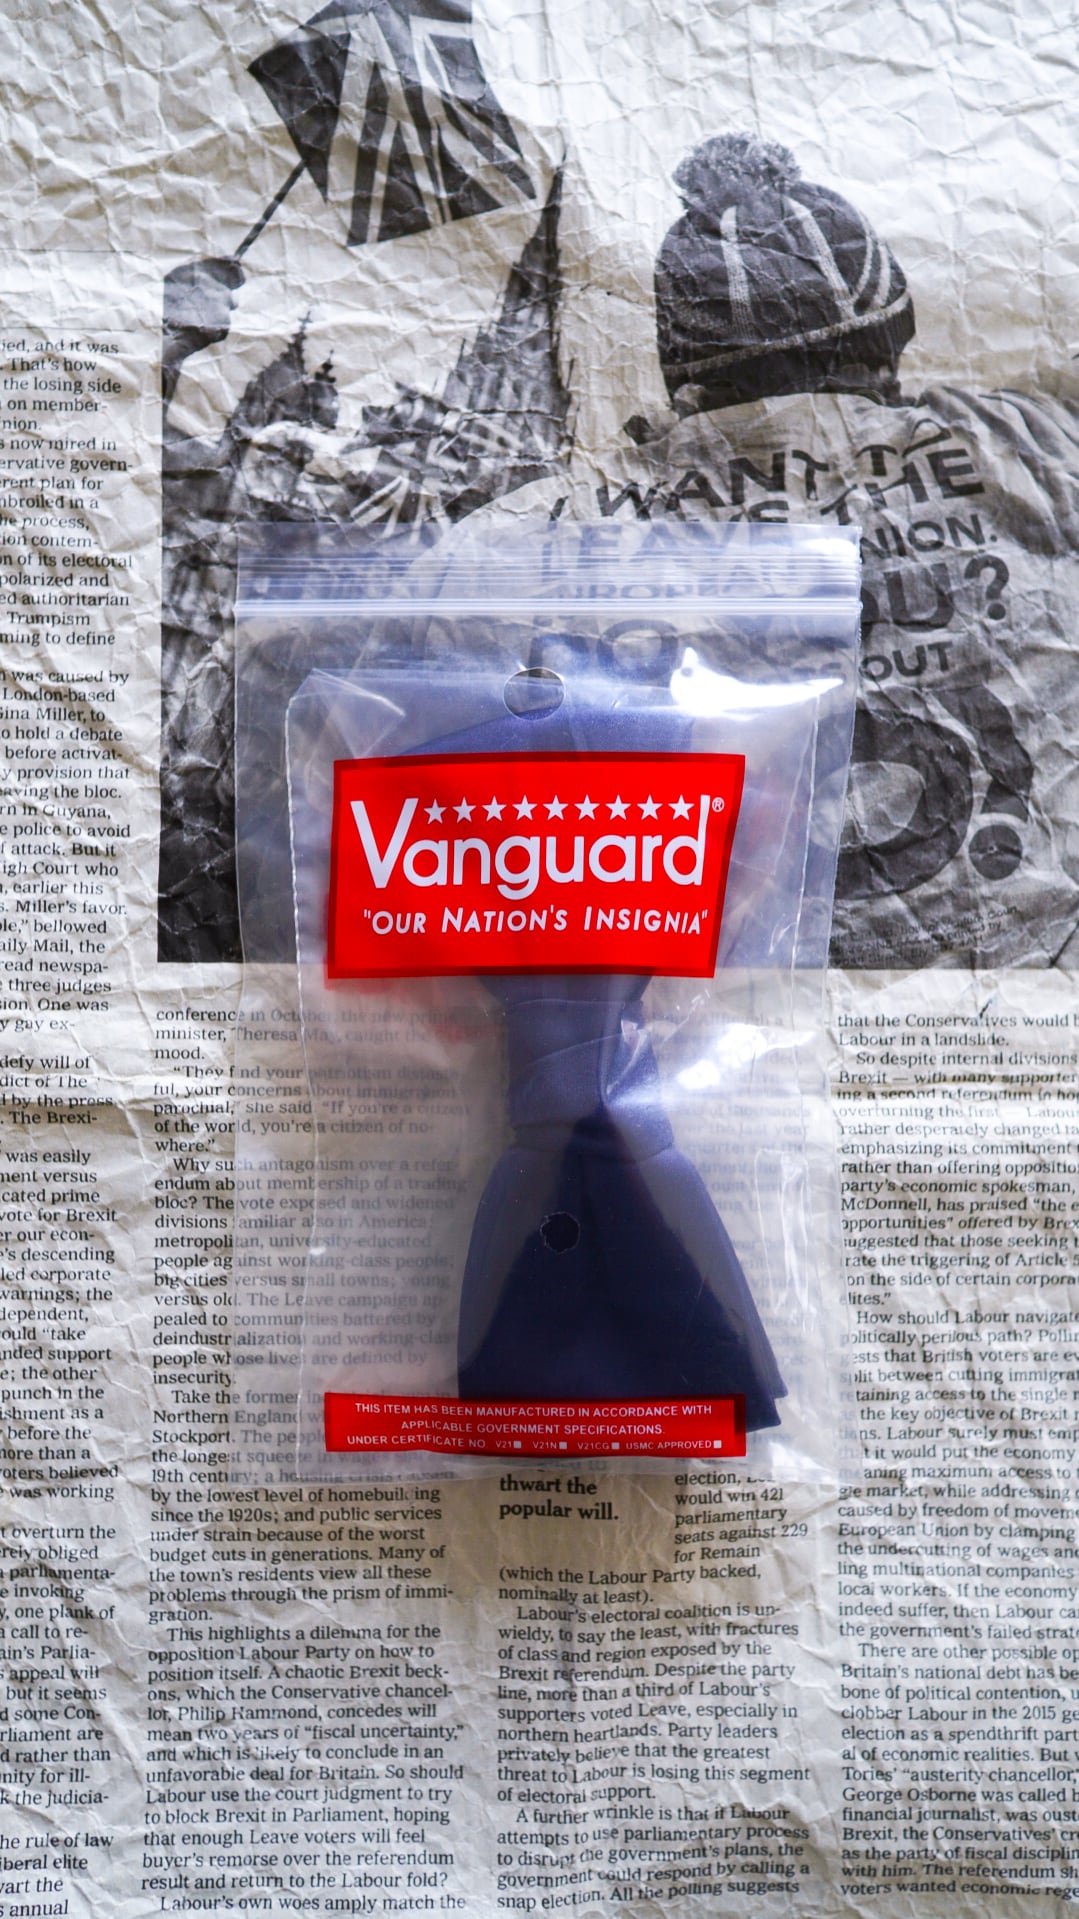 I WANT TO
LEAVE THE
EUROPEAN UNION.
DO YOU?
OUT
Vanguard®
"OUR NATION'S INSIGNIA"
THIS ITEM HAS BEEN MANUFACTURED IN ACCORDANCE WITH
APPLICABLE GOVERNMENT SPECIFICATIONS.
UNDER CERTIFICATE NO. V21 V21N V21CG USMC APPROVED
and it was
That's how
the losing side
on member-
nion.
now mired in
ervative govern-
rent plan for
nbroiled in a
process,
tion contem-
n of its electoral
polarized and
ed authoritarian
Trumpism
ming to define
was caused by
London-based
Gina Miller, to
o hold a debate
before activat-
y provision that
eaving the bloc.
rn in Guyana,
e police to avoid
f attack. But it
igh Court who
, earlier this
s. Miller's favor.
ple," bellowed
aily Mail, the
read newspa-
three judges
sion. One was
y gay ex-
defy will of
dict of The
d by the press
. The Brexi-
was easily
ment versus
cated prime
vote for Brexit
er our econ-
's descending
led corporate
warnings; the
dependent,
ould "take
anded support
e; the other
punch in the
ishment as a
before the
more than a
voters believed
was working
t overturn the
rely obliged
a parliamenta-
e invoking
y, one plank of
a call to re-
ain's Parlia-
s appeal will
but it seems
d some Con-
rliament are
d rather than
nity for ill-
k the judicia-
he rule of law
iberal elite
vart the
s annual
conference in October, the new prime
minister, Theresa May, caught the
mood.
"They find your patriotism distaste-
ful, your concerns about immigration
parochial," she said. "If you're a citizen
of the world, you're a citizen of no-
where."
Why such antagonism over a refer-
endum about membership of a trading
bloc? The vote exposed and widened
divisions familiar also in America:
metropolitan, university-educated
people against working-class people;
big cities versus small towns; young
versus old. The Leave campaign ap-
pealed to communities battered by
deindustrialization and working-class
people whose lives are defined by
insecurity.
Take the former
Northern England
Stockport. The people
the longest squeeze in wages since the
19th century; a housing crisis caused
by the lowest level of homebuilding
since the 1920s; and public services
under strain because of the worst
budget cuts in generations. Many of
the town's residents view all these
problems through the prism of immi-
gration.
This highlights a dilemma for the
opposition Labour Party on how to
position itself. A chaotic Brexit beck-
ons, which the Conservative chancel-
lor, Philip Hammond, concedes will
mean two years of "fiscal uncertainty,"
and which is likely to conclude in an
unfavorable deal for Britain. So should
Labour use the court judgment to try
to block Brexit in Parliament, hoping
that enough Leave voters will feel
buyer's remorse over the referendum
result and return to the Labour fold?
Labour's own woes amply match the
thwart the
popular will.
election,
would win 421
parliamentary
seats against 229
for Remain
(which the Labour Party backed,
nominally at least).
Labour's electoral coalition is un-
wieldy, to say the least, with fractures
of class and region exposed by the
Brexit referendum. Despite the party
line, more than a third of Labour's
supporters voted Leave, especially in
northern heartlands. Party leaders
privately believe that the greatest
threat to Labour is losing this segment
of electoral support.
A further wrinkle is that if Labour
attempts to use parliamentary process
to disrupt the government's plans, the
government could respond by calling a
snap election. All the polling suggests
that the Conservatives would b
Labour in a landslide.
So despite internal divisions
Brexit — with many supporter
ing a second referendum in hop
overturning the first — Labou
rather desperately changed ta
emphasizing its commitment t
rather than offering oppositio
party's economic spokesman,
McDonnell, has praised "the e
opportunities" offered by Brex
suggested that those seeking t
rate the triggering of Article 5
on the side of certain corpora
elites."
How should Labour navigate
politically perilous path? Pollin
gests that British voters are ev
split between cutting immigrat
retaining access to the single m
the key objective of Brexit
tions. Labour surely must emp
that it would put the economy
meaning maximum access to t
gle market, while addressing
caused by freedom of moveme
European Union by clamping
the undercutting of wages and
ling multinational companies
local workers. If the economy
indeed suffer, then Labour ca
the government's failed strate
There are other possible op
Britain's national debt has be
bone of political contention, u
clobber Labour in the 2015 ge
election as a spendthrift part
al of economic realities. But w
Tories' "austerity chancellor,"
George Osborne was called b
financial journalist, was oust
Brexit, the Conservatives' cr
as the party of fiscal disciplin
with him. The referendum sh
voters wanted economic rege